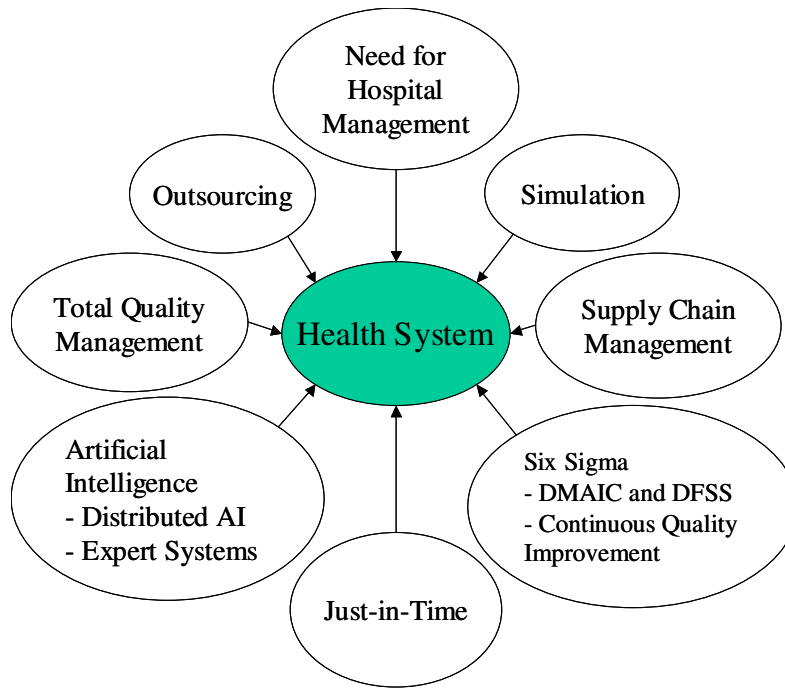 Need for
Hospital
Management
Outsourcing
Simulation
Total Quality
Management
Health System
Supply Chain
Management
Artificial
Intelligence
- Distributed AI
- Expert Systems
Six Sigma
- DMAIC and DFSS
- Continuous Quality
Improvement
Just-in-Time